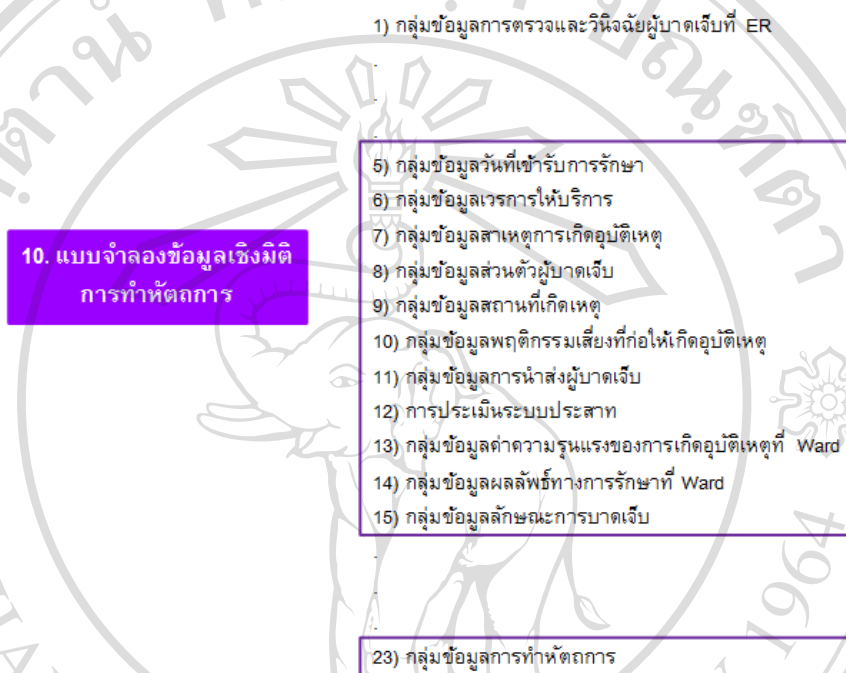 1) กลุ่มข้อมูลการตรวจและวินิจฉัยผู้บาดเจ็บที่ ER
.
.
.
5) กลุ่มข้อมูลวันที่เข้ารับการรักษา
6) กลุ่มข้อมูลเวรการให้บริการ
7) กลุ่มข้อมูลสาเหตุการเกิดอุบัติเหตุ
10. แบบจำลองข้อมูลเชิงมิติ
การทำหัตถการ
8) กลุ่มข้อมูลส่วนตัวผู้บาดเจ็บ
9) กลุ่มข้อมูลสถานที่เกิดเหตุ
10) กลุ่มข้อมูลพฤติกรรมเสี่ยงที่ก่อให้เกิดอุบัติเหตุ
11) กลุ่มข้อมูลการนำส่งผู้บาดเจ็บ
12) การประเมินระบบประสาท
13) กลุ่มข้อมูลค่าความรุนแรงของการเกิดอุบัติเหตุที่ Ward
14) กลุ่มข้อมูลผลลัพธ์ทางการรักษาที่ Ward
15) กลุ่มข้อมูลลักษณะการบาดเจ็บ
.
.
.
23) กลุ่มข้อมูลการทำหัตถการ
1964